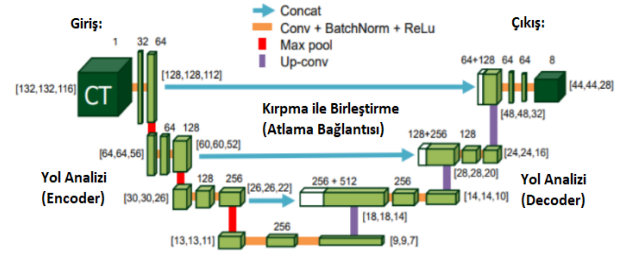 Giriş:
1
32
64
CT
[132,132,116]
[128,128,112]
Concat
Conv + BatchNorm + ReLu
Max pool
Up-conv
Çıkış:
64+128
64
64
8
[44,44,28]
[48,48,32]
Kırpma ile Birleştirme
(Atlama Bağlantısı)
64
128
[64,64,56]
[60,60,52]
128+256
128
[24,24,16]
[28,28,20]
Yol Analizi
(Encoder)
128
256
[30,30,26]
[26,26,22]
256 + 512
256
[14,14,10]
[18,18,14]
Yol Analizi
(Decoder)
[13,13,11]
256
[9,9,7]